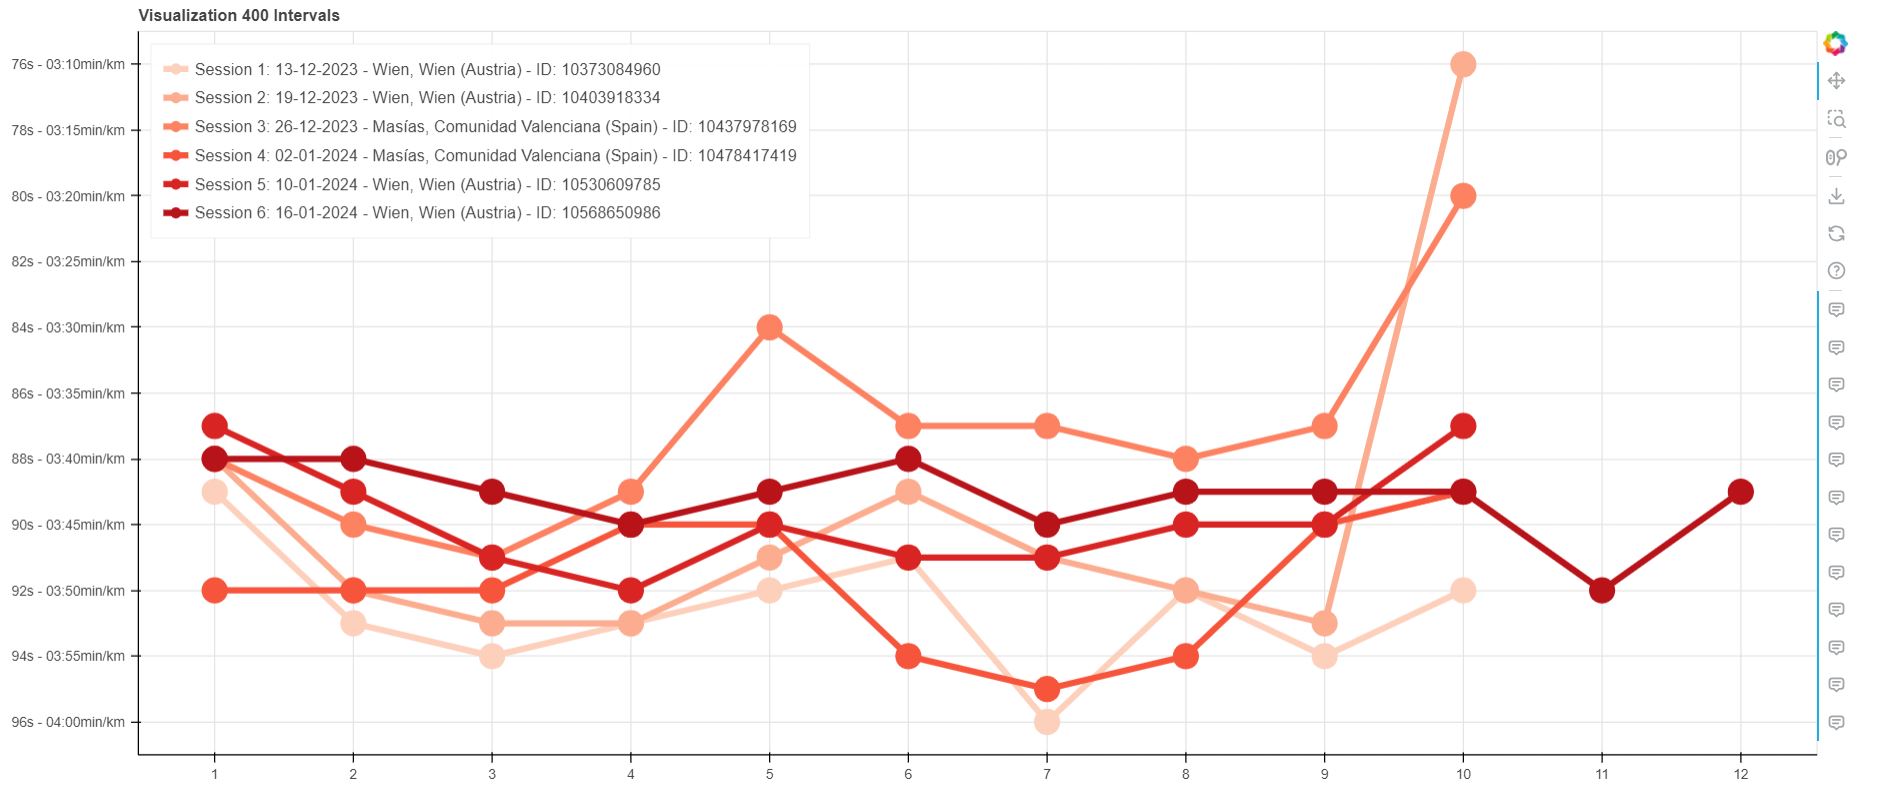 Visualization 400 Intervals
76s - 03:10min/km
78s - 03:15min/km
80s - 03:20min/km
82s - 03:25min/km
84s - 03:30min/km
86s - 03:35min/km
88s - 03:40min/km
90s - 03:45min/km
92s - 03:50min/km
94s - 03:55min/km
96s - 04:00min/km
Session 1: 13-12-2023 - Wien, Wien (Austria) - ID: 10373084960
Session 2: 19-12-2023 - Wien, Wien (Austria) - ID: 10403918334
Session 3: 26-12-2023 - Masías, Comunidad Valenciana (Spain) - ID: 10437978169
Session 4: 02-01-2024 - Masías, Comunidad Valenciana (Spain) - ID: 10478417419
Session 5: 10-01-2024 - Wien, Wien (Austria) - ID: 10530609785
Session 6: 16-01-2024 - Wien, Wien (Austria) - ID: 10568650986
1 2 3 4 5 6 7 8 9 10 11 12